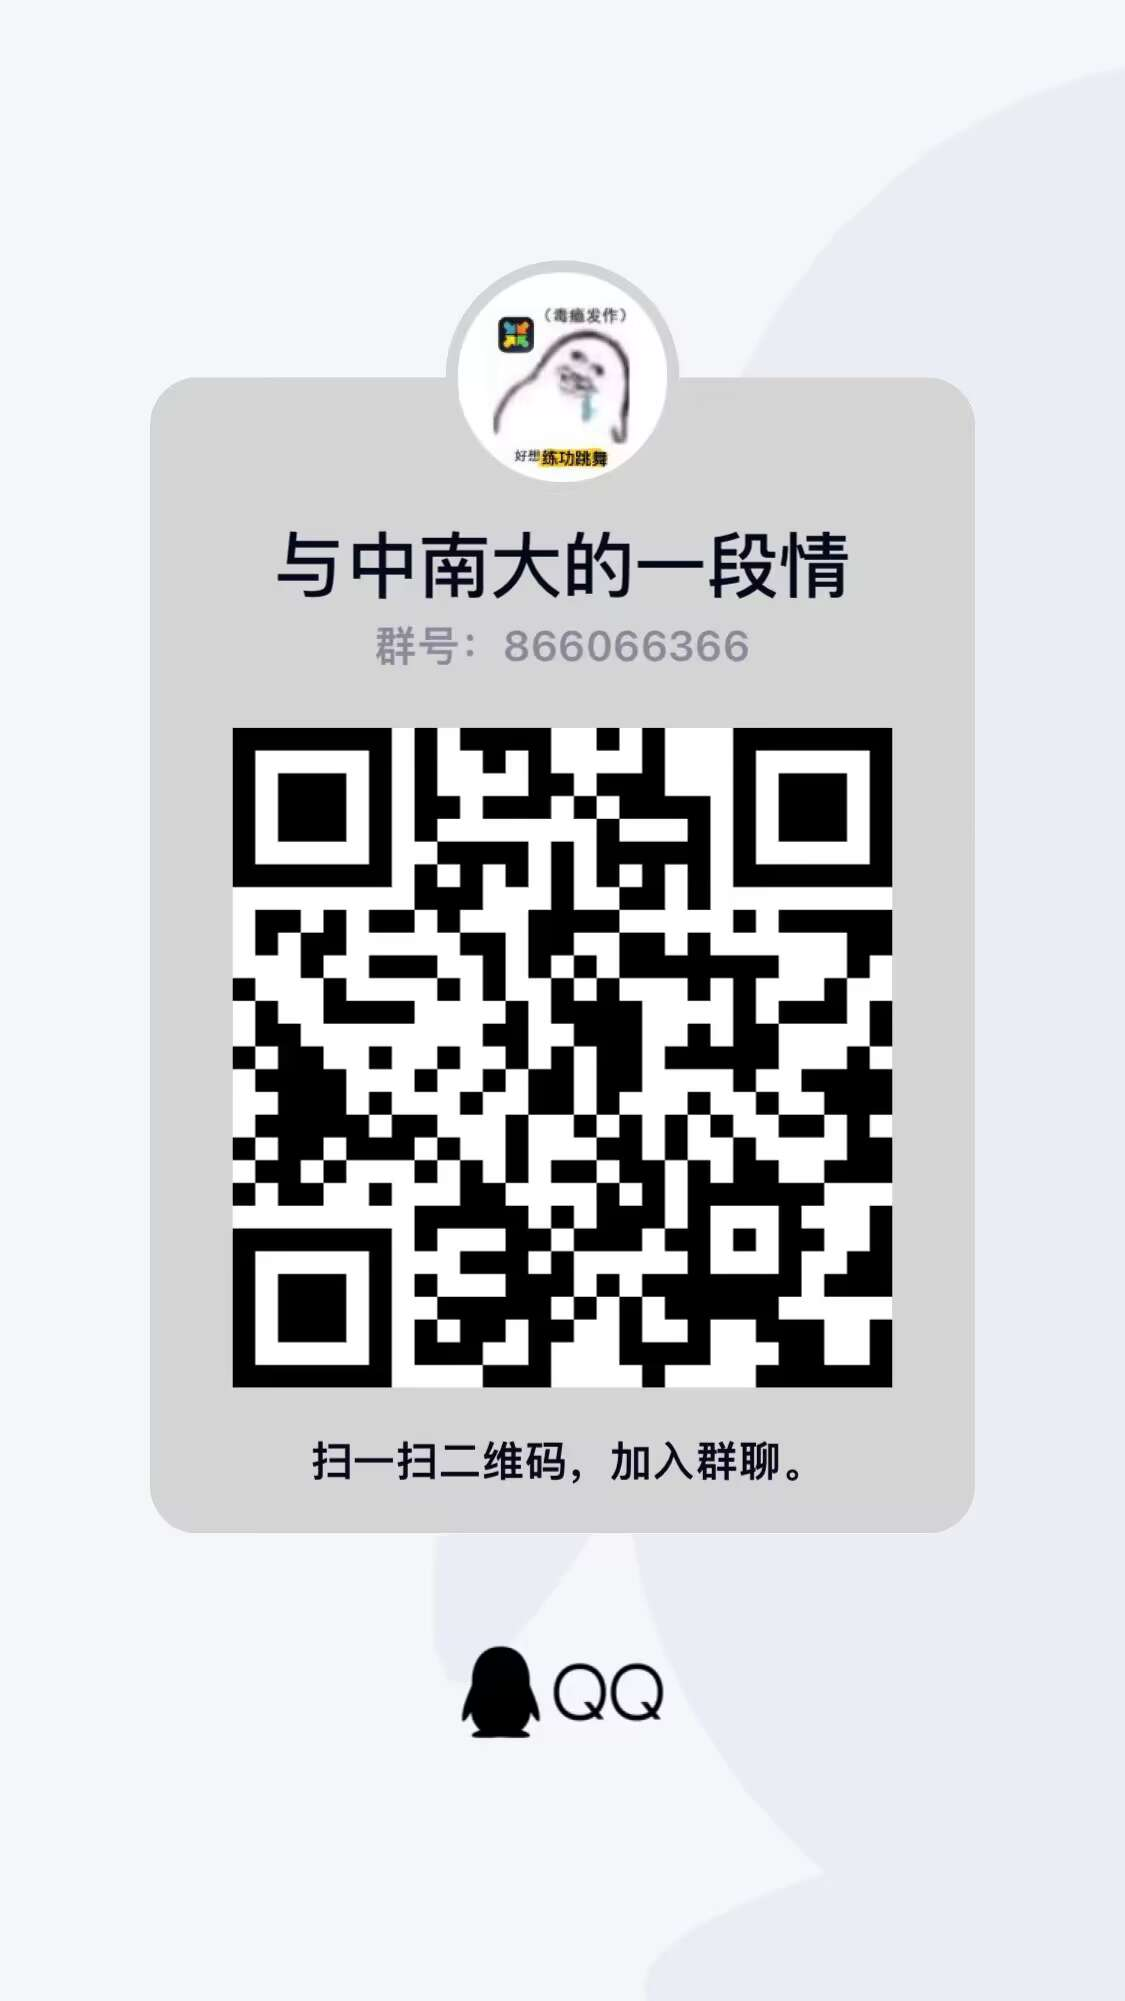 （毒瘾发作）
好想练功跳舞
与中南大的一段情
群号：866066366
扫一扫二维码，加入群聊。
QQ